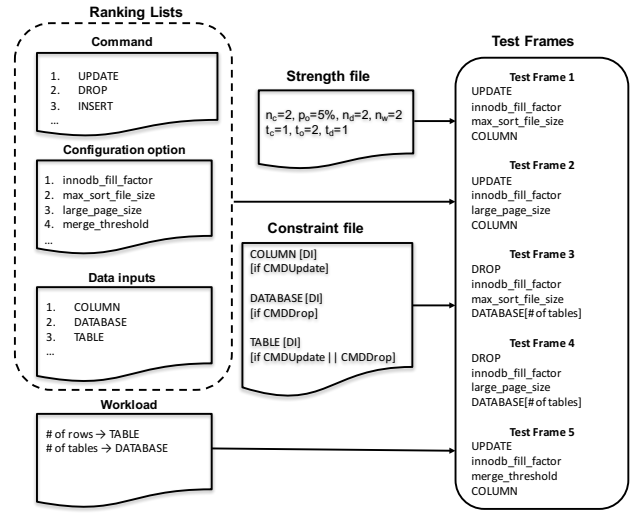 Ranking Lists
Command
1. UPDATE
2. DROP
3. INSERT
...
Configuration option
1. innodb_fill_factor
2. max_sort_file_size
3. large_page_size
4. merge_threshold
...
Data inputs
1. COLUMN
2. DATABASE
3. TABLE
...
Workload
# of rows → TABLE
# of tables → DATABASE
Strength file
n_c=2, p_o=5%, n_d=2, n_w=2
t_c=1, t_o=2, t_d=1
Constraint file
COLUMN [DI]
[if CMDUpdate]
DATABASE [DI]
[if CMDDrop]
TABLE [DI]
[if CMDUpdate || CMDDrop]
Test Frames
Test Frame 1
UPDATE
innodb_fill_factor
max_sort_file_size
COLUMN
Test Frame 2
UPDATE
innodb_fill_factor
large_page_size
COLUMN
Test Frame 3
DROP
innodb_fill_factor
max_sort_file_size
DATABASE[# of tables]
Test Frame 4
DROP
innodb_fill_factor
large_page_size
DATABASE[# of tables]
Test Frame 5
UPDATE
innodb_fill_factor
merge_threshold
COLUMN